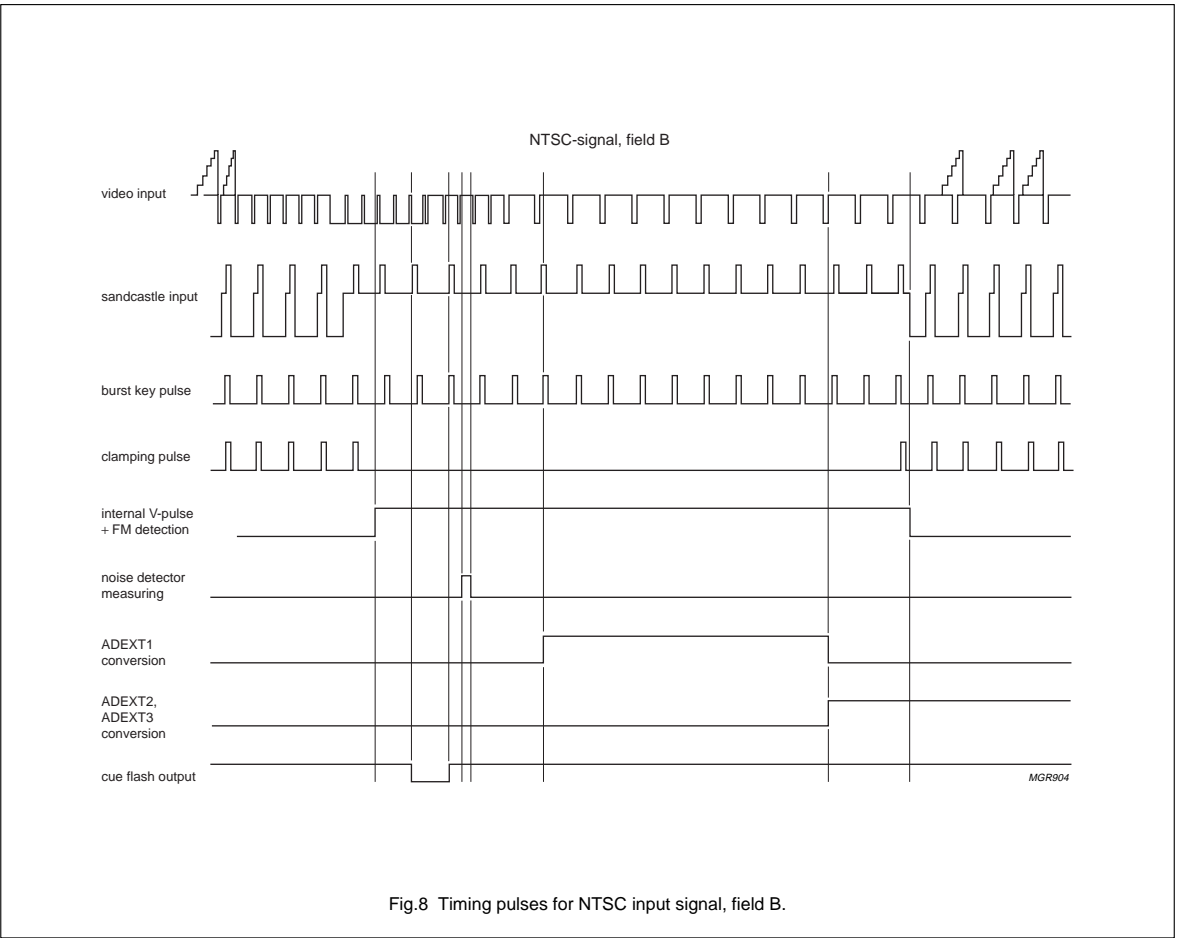 NTSC-signal, field B
video input
sandcastle input
burst key pulse
clamping pulse
internal V-pulse
+ FM detection
noise detector
measuring
ADEXT1
conversion
ADEXT2,
ADEXT3
conversion
cue flash output
MGR904
Fig.8 Timing pulses for NTSC input signal, field B.